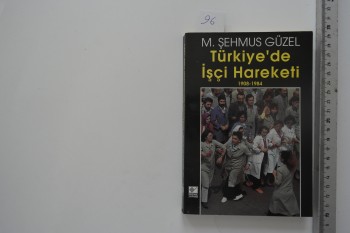 96
M. ŞEHMUS GÜZEL
Türkiye'de
İşçi Hareketi
1908-1984